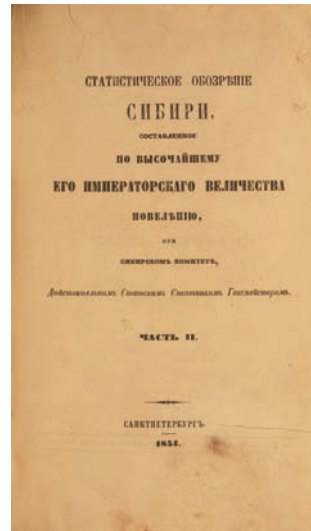 СТАТИСТИЧЕСКОЕ ОБОЗРѢНІЕ
СИБИРИ,
СОСТАВЛЕННОЕ
ПО ВЫСОЧАЙШЕМУ
ЕГО ИМПЕРАТОРСКАГО ВЕЛИЧЕСТВА
ПОВЕЛѢНІЮ,
ПРИ
СИБИРСКОМЪ КОМИТЕТѢ,
Дѣйствительнымъ Статскимъ Совѣтникомъ Гагемейстеромъ.
ЧАСТЬ II.
САНКТПЕТЕРБУРГЪ.
1854.